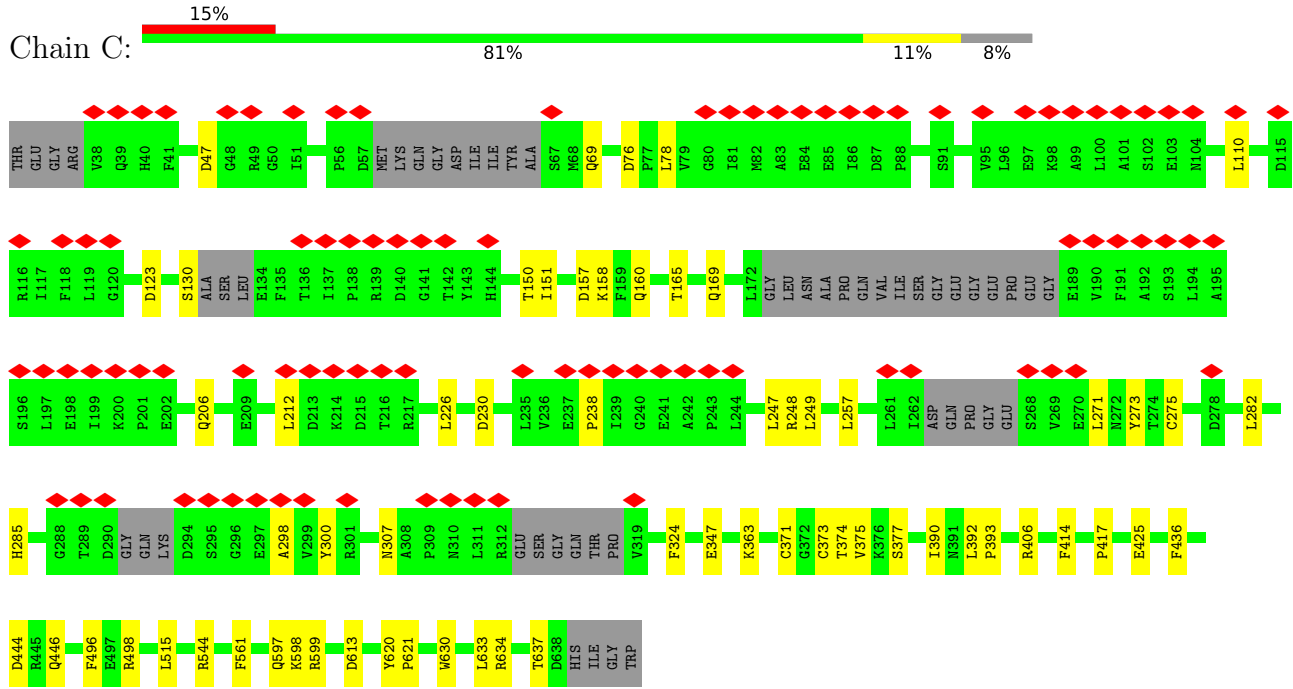 15%
Chain C:
81% 11% 8%
THR GLU GLY ARG V38 Q39 H40 F41 D47 G48 R49 G50 I51 P56 D57 MET LYS GLN GLY ASP ILE ILE TYR ALA S67 M68 Q69 D76 P77 L78 V79 G80 I81 M82 A83 E84 E85 I86 D87 P88 S91 V95 L96 E97 K98 A99 L100 A101 S102 E103 N104 L110 D115
R116 I117 F118 L119 G120 D123 S130 ALA SER LEU E134 F135 T136 I137 P138 R139 D140 G141 T142 Y143 H144 T150 I151 D157 K158 F159 Q160 T165 Q169 L172 GLY LEU ASN ALA PRO GLN VAL ILE SER GLY GLU GLY GLU PRO GLU GLY E189 V190 F191 A192 S193 L194 A195
S196 L197 E198 I199 K200 P201 E202 Q206 E209 L212 D213 K214 D215 T216 R217 L226 D230 L235 V236 E237 P238 I239 G240 E241 A242 P243 L244 L247 R248 L249 L257 L261 I262 ASP GLN PRO GLY GLU S268 V269 E270 L271 N272 Y273 T274 C275 D278 L282
H285 G288 T289 D290 GLY GLN LYS D294 S295 G296 E297 A298 V299 Y300 R301 N307 A308 P309 N310 L311 R312 GLU SER GLY GLN THR PRO V319 F324 E347 K363 C371 G372 C373 T374 V375 K376 S377 I390 N391 L392 P393 R406 F414 P417 E425 F436
D444 R445 Q446 F496 E497 R498 L515 R544 F561 Q597 K598 R599 D613 Y620 P621 W630 L633 R634 T637 D638 HIS ILE GLY TRP